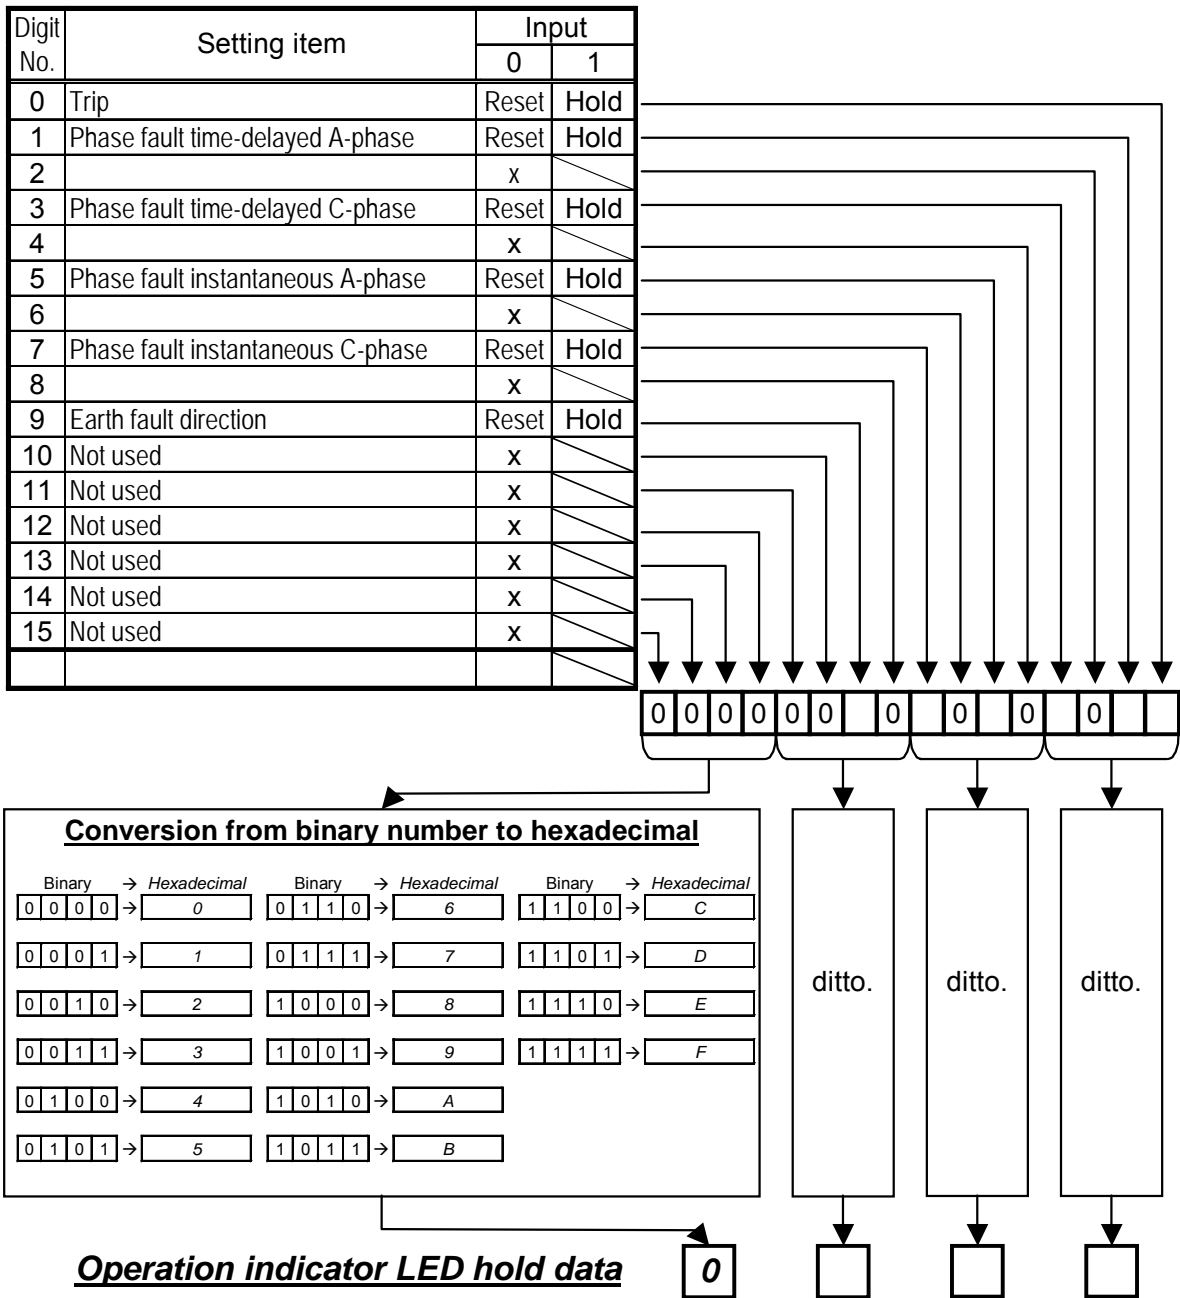 Digit No. Setting item Input
0 1
0 Trip Reset Hold
1 Phase fault time-delayed A-phase Reset Hold
2 x
3 Phase fault time-delayed C-phase Reset Hold
4 x
5 Phase fault instantaneous A-phase Reset Hold
6 x
7 Phase fault instantaneous C-phase Reset Hold
8 x
9 Earth fault direction Reset Hold
10 Not used x
11 Not used x
12 Not used x
13 Not used x
14 Not used x
15 Not used x
0 0 0 0 0 0 0 0 0 0
Conversion from binary number to hexadecimal
Binary → Hexadecimal Binary → Hexadecimal Binary → Hexadecimal
0 0 0 0 → 0 0 1 1 0 → 6 1 1 0 0 → C
0 0 0 1 → 1 0 1 1 1 → 7 1 1 0 1 → D
0 0 1 0 → 2 1 0 0 0 → 8 1 1 1 0 → E
0 0 1 1 → 3 1 0 0 1 → 9 1 1 1 1 → F
0 1 0 0 → 4 1 0 1 0 → A
0 1 0 1 → 5 1 0 1 1 → B
ditto. ditto. ditto.
Operation indicator LED hold data 0